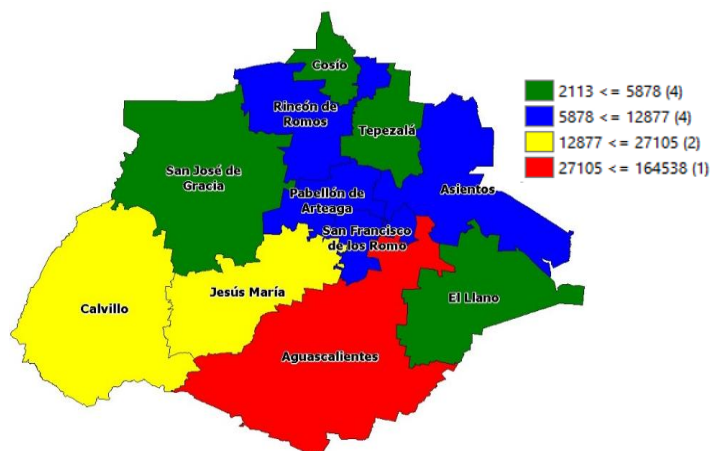 Cosío
Rincón de
Romos
Tepezalá
San José de
Gracia
Pabellón de
Arteaga
Asientos
San Francisco
de los Romo
Jesús María
El Llano
Calvillo
Aguascalientes
2113 <= 5878 (4)
5878 <= 12877 (4)
12877 <= 27105 (2)
27105 <= 164538 (1)